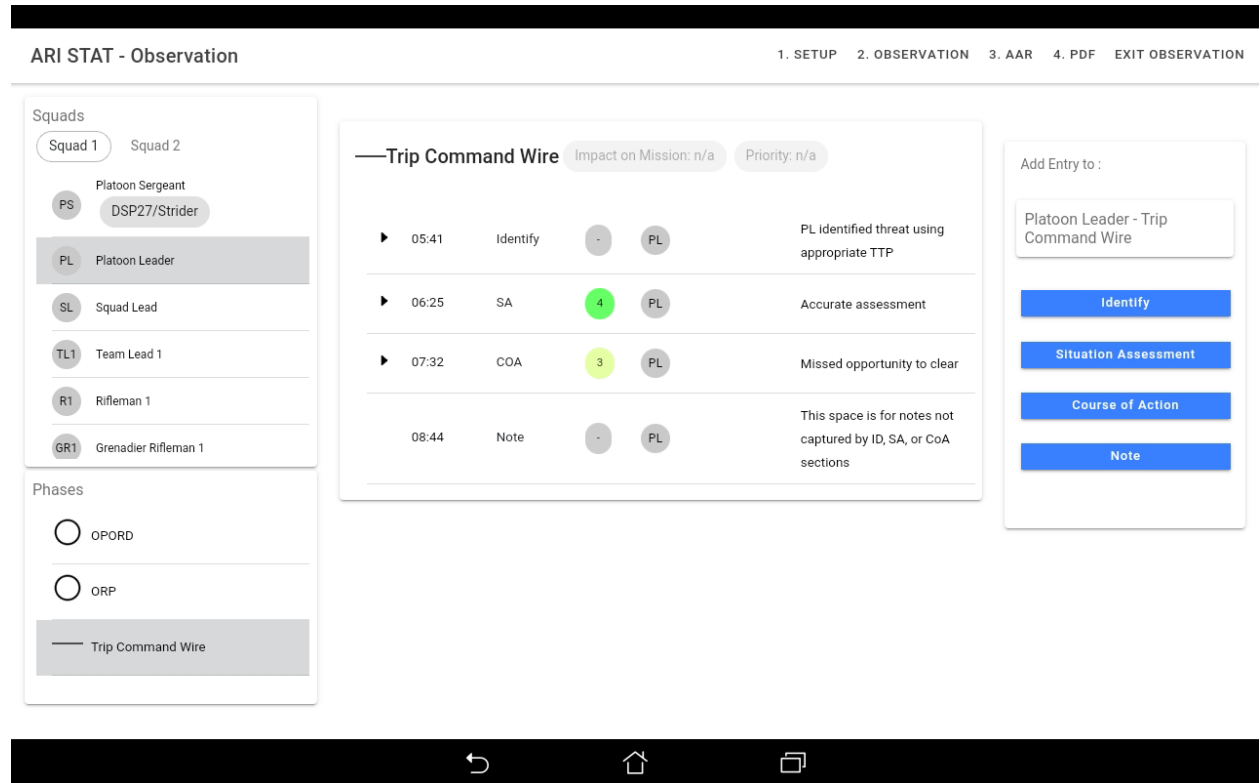 ARI STAT - Observation
1. SETUP 2. OBSERVATION 3. AAR 4. PDF EXIT OBSERVATION
Squads
Squad 1 Squad 2
Platoon Sergeant
PS DSP27/Strider
PL Platoon Leader
SL Squad Lead
TL1 Team Lead 1
R1 Rifleman 1
GR1 Grenadier Rifleman 1
Phases
OPORD
ORP
Trip Command Wire
Trip Command Wire Impact on Mission: n/a Priority: n/a
05:41 Identify - PL PL identified threat using
appropriate TTP
06:25 SA 4 PL Accurate assessment
07:32 COA 3 PL Missed opportunity to clear
This space is for notes not
08:44 Note - PL captured by ID, SA, or CoA
sections
Add Entry to :
Platoon Leader - Trip
Command Wire
Identify
Situation Assessment
Course of Action
Note